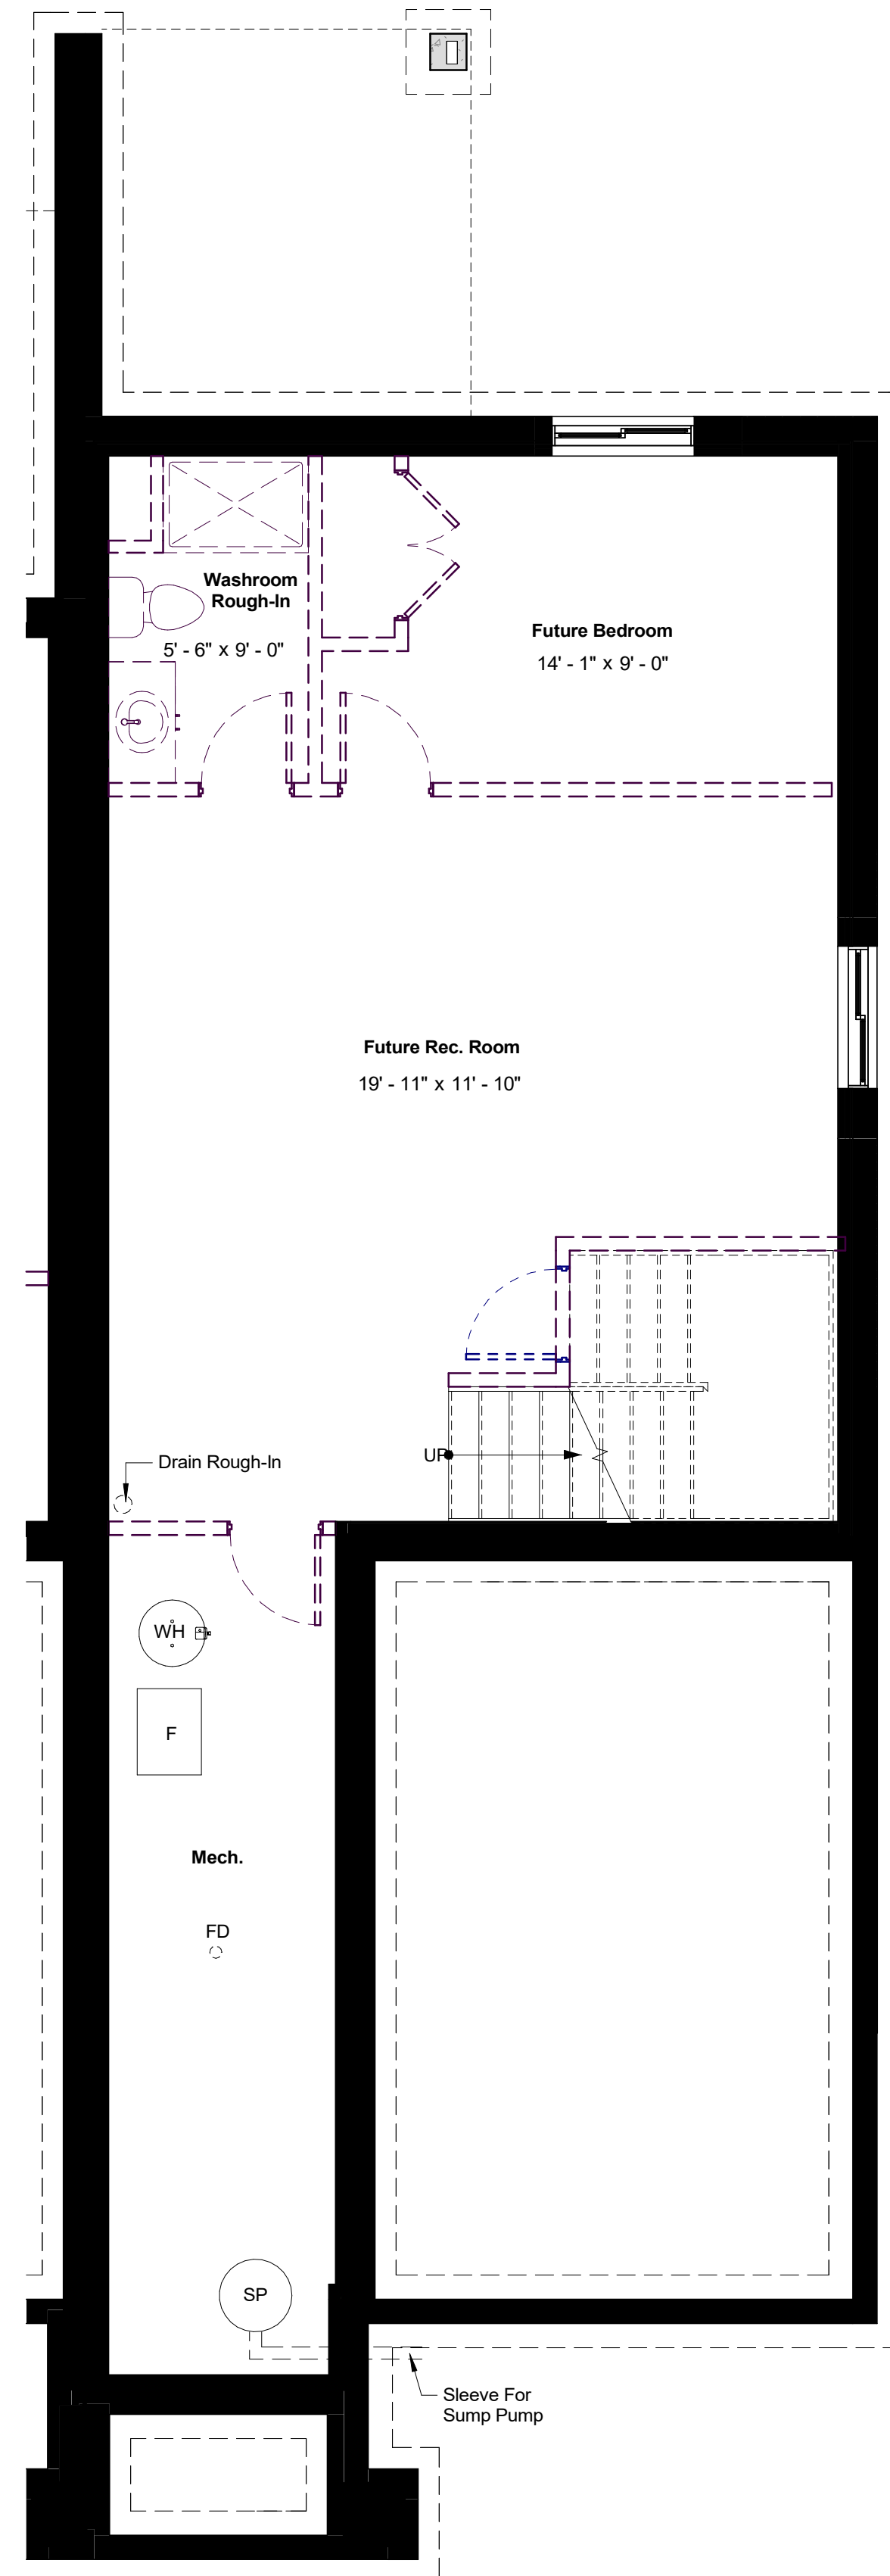 Washroom
Rough-In
5' - 6" x 9' - 0"
Future Bedroom
14' - 1" x 9' - 0"
Future Rec. Room
19' - 11" x 11' - 10"
UP
Drain Rough-In
WH
F
Mech.
FD
SP
Sleeve For
Sump Pump